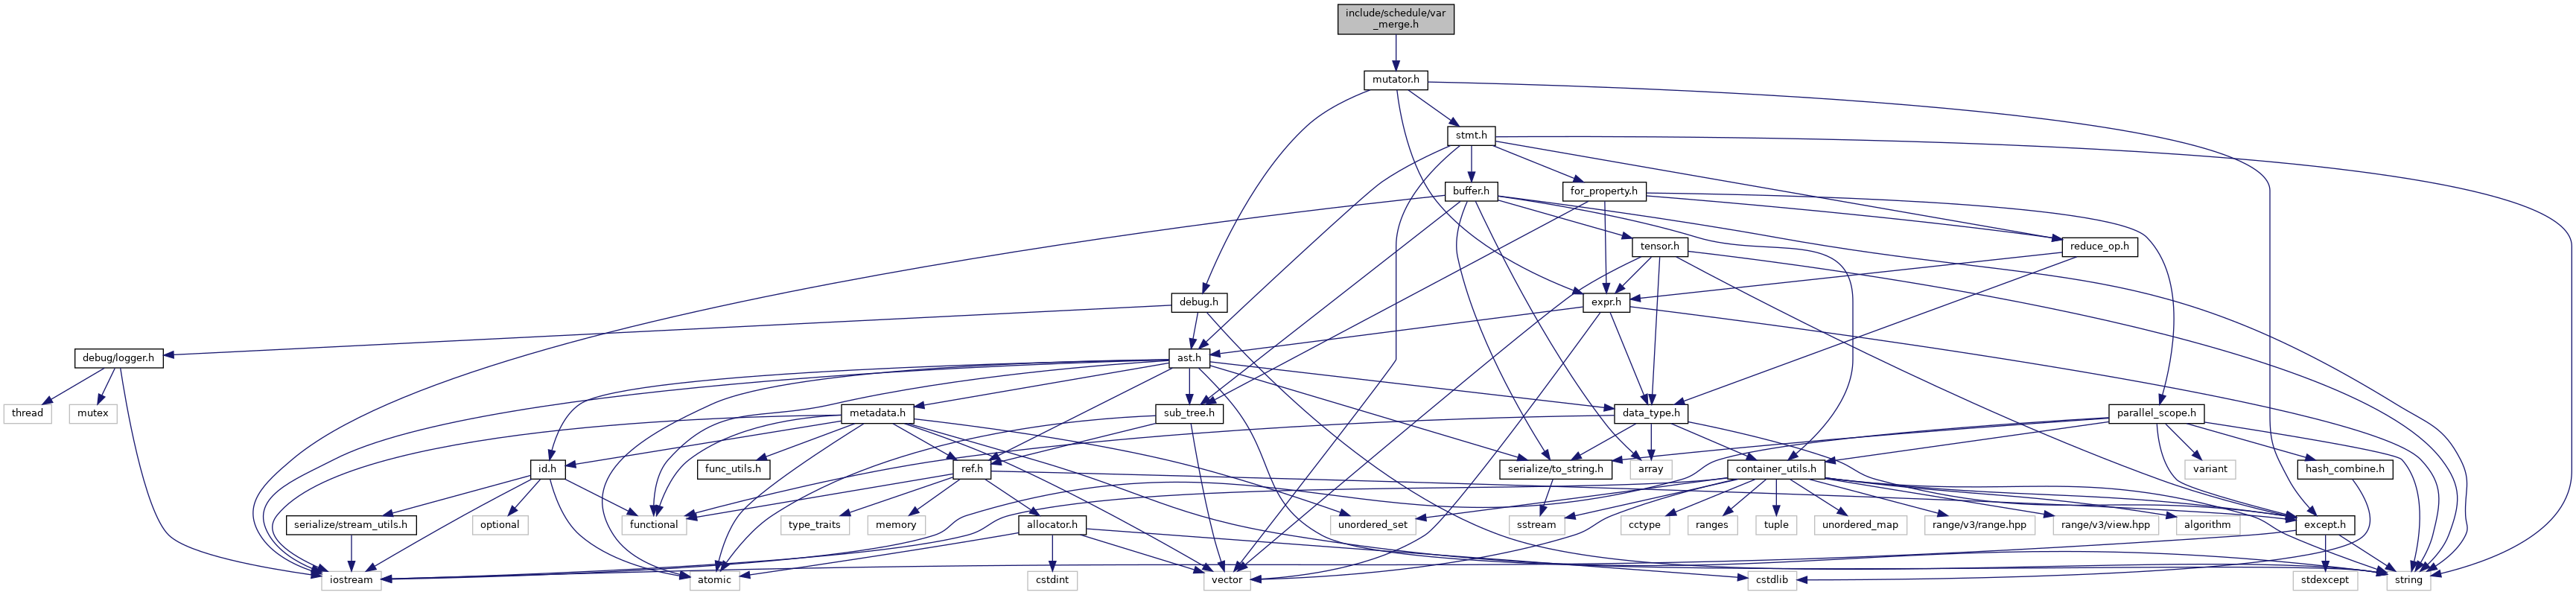 include/schedule/var
_merge.h
mutator.h
stmt.h
buffer.h
for_property.h
tensor.h
reduce_op.h
debug.h
expr.h
debug/logger.h
ast.h
thread
mutex
metadata.h
sub_tree.h
data_type.h
parallel_scope.h
id.h
func_utils.h
ref.h
serialize/to_string.h
array
container_utils.h
variant
hash_combine.h
serialize/stream_utils.h
optional
functional
type_traits
memory
allocator.h
unordered_set
sstream
cctype
ranges
tuple
unordered_map
range/v3/range.hpp
range/v3/view.hpp
algorithm
except.h
iostream
atomic
cstdint
vector
cstdlib
stdexcept
string